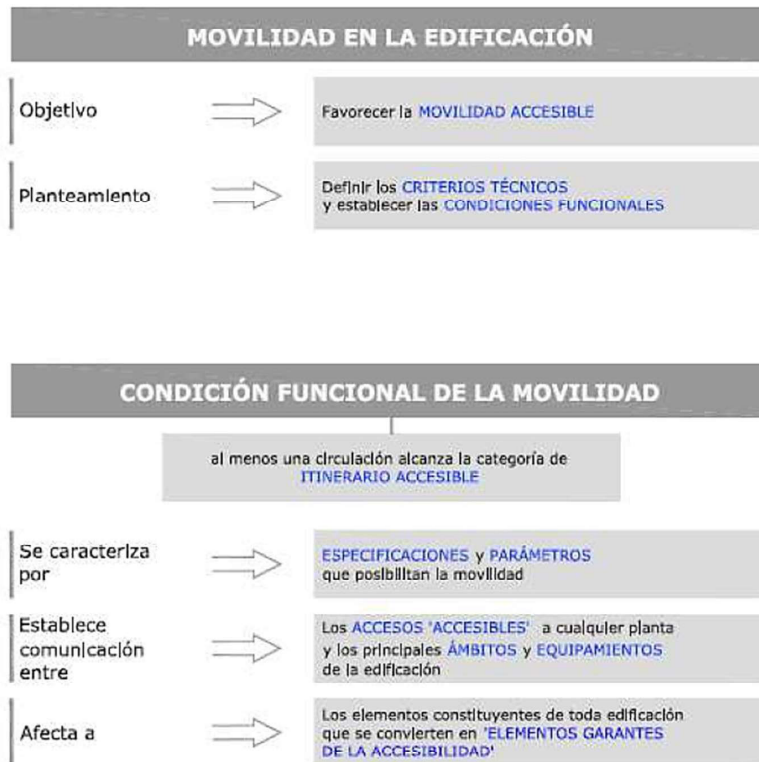 MOVILIDAD EN LA EDIFICACIÓN
Objetivo
Favorecer la MOVILIDAD ACCESIBLE
Planteamiento
Definir los CRITERIOS TÉCNICOS
y establecer las CONDICIONES FUNCIONALES
CONDICIÓN FUNCIONAL DE LA MOVILIDAD
al menos una circulación alcanza la categoría de
ITINERARIO ACCESIBLE
Se caracteriza
por
ESPECIFICACIONES y PARÁMETROS
que posibilitan la movilidad
Establece
comunicación
entre
Los ACCESOS 'ACCESIBLES' a cualquier planta
y los principales ÁMBITOS y EQUIPAMIENTOS
de la edificación
Afecta a
Los elementos constituyentes de toda edificación
que se convierten en 'ELEMENTOS GARANTES
DE LA ACCESIBILIDAD'